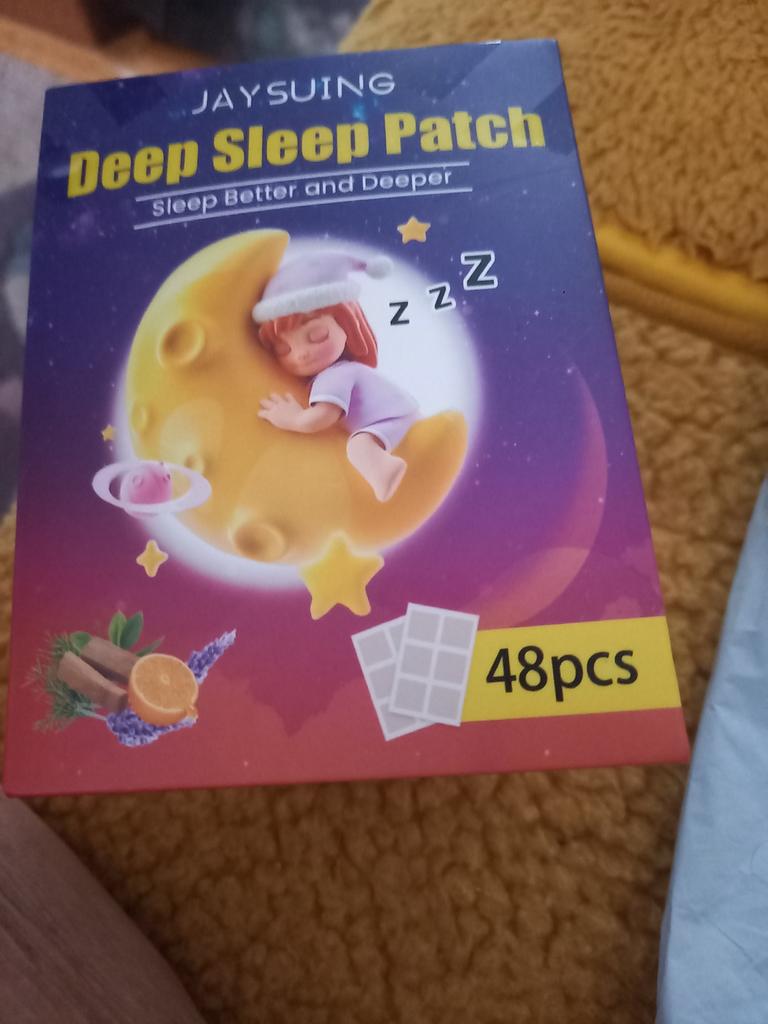 JAYSUING
Deep Sleep Patch
Sleep Better and Deeper
z z Z
48pcs